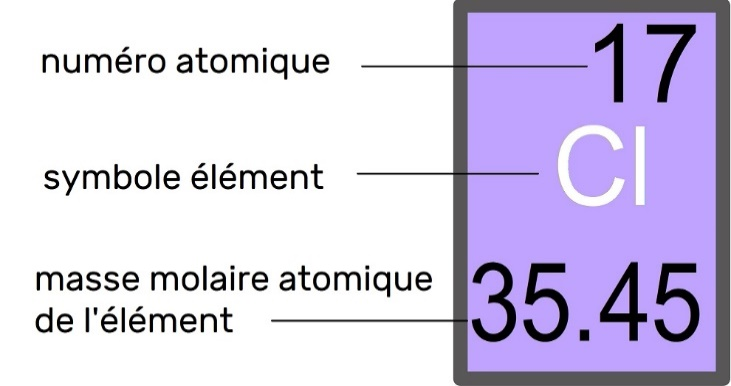 numéro atomique
17
symbole élément
Cl
masse molaire atomique
de l'élément
35.45